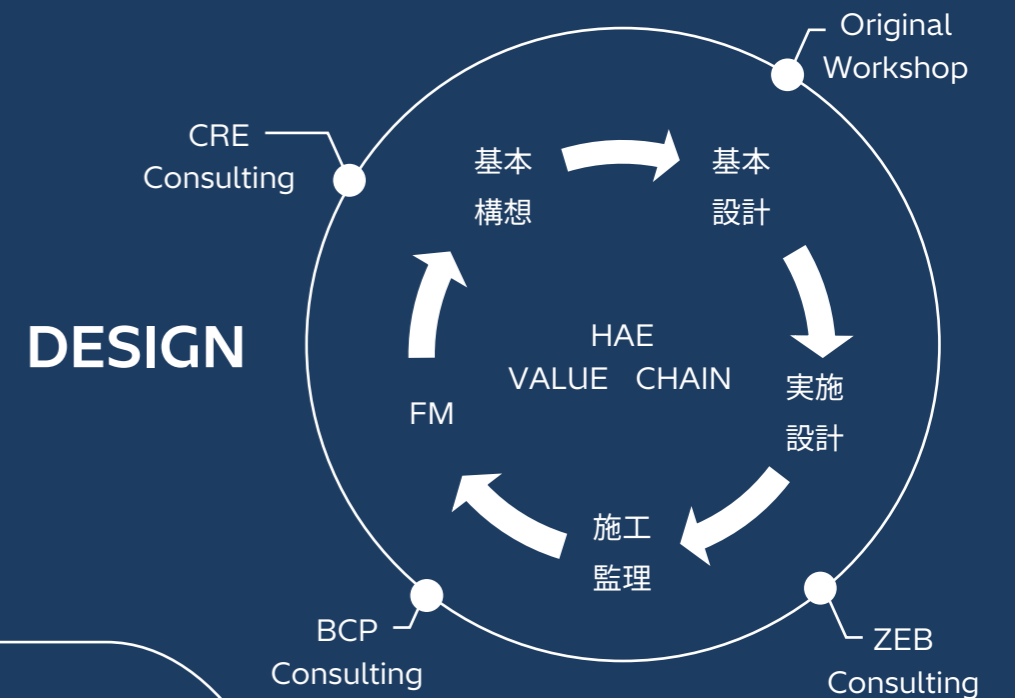 Original
Workshop
CRE
Consulting
基本
構想
基本
設計
DESIGN
HAE
VALUE CHAIN
実施
設計
FM
施工
監理
BCP
Consulting
ZEB
Consulting